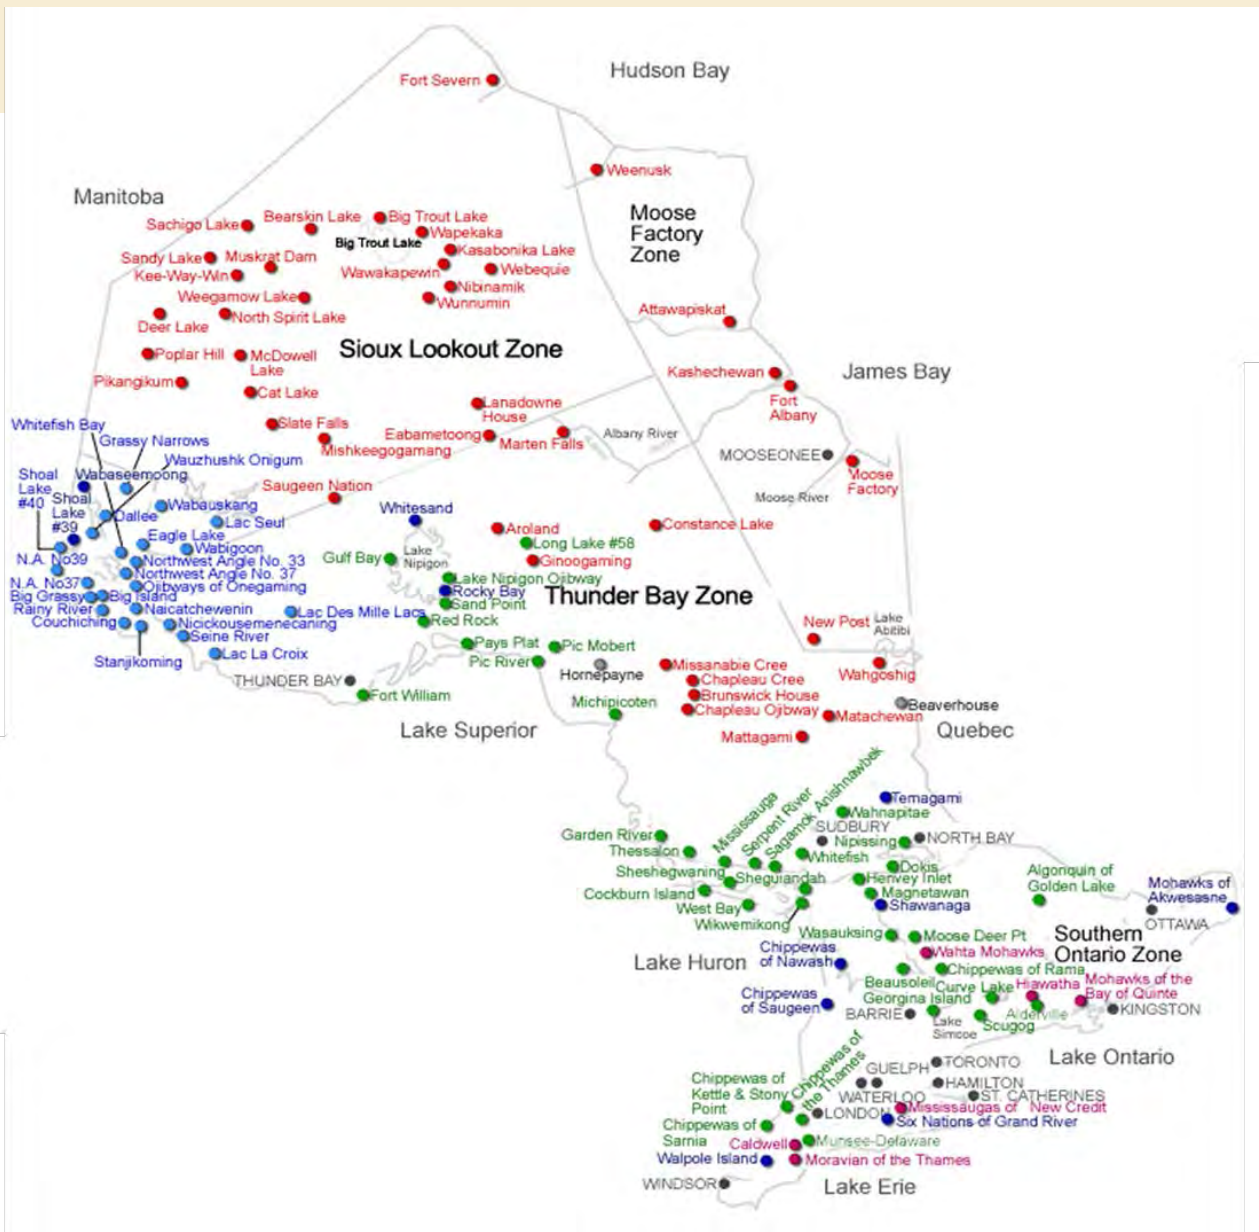 Hudson Bay
Fort Severn
Weenusk
Manitoba
Moose
Factory
Zone
Sachigo Lake
Bearskin Lake
Big Trout Lake
Wapekaka
Big Trout Lake
Kasabonika Lake
Sandy Lake
Muskrat Dam
Kee-Way-Win
Wawakapewin
Webequie
Nibinamik
Weegamow Lake
Wunnumin
Deer Lake
North Spirit Lake
Attawapiskat
Sioux Lookout Zone
Poplar Hill
McDowell
Lake
Pikangikum
Cat Lake
Kashechewan
James Bay
Fort
Albany
Lanadowne
House
Slate Falls
Mishkeegogamang
Eabametoong
Marten Falls
Albany River
MOOSEONEE
Moose
Factory
Moose River
Whitefish Bay
Grassy Narrows
Wauzhushk Onigum
Shoal
Lake
#40
Wabaseemoong
Shoal
Lake
#39
Saugeen Nation
Wabauskang
Dallee
Lac Seul
Eagle Lake
Wabigoon
N.A. No39
Northwest Angle No. 33
Northwest Angle No. 37
N.A. No37
Ojibways of Onegaming
Big Grassy
Big Island
Rainy River
Naicatchewenin
Lac Des Mille Lacs
Couchiching
Nicickousemenecaning
Seine River
Stanjikoming
Lac La Croix
Whitesand
Aroland
Constance Lake
Long Lake #58
Gulf Bay
Lake
Nipigon
Ginoogaming
Lake Nipigon Ojibway
Rocky Bay
Sand Point
Thunder Bay Zone
Red Rock
Pays Plat
Pic Mobert
Pic River
Hornepayne
THUNDER BAY
Fort William
Michipicoten
Lake Superior
New Post
Lake
Abitibi
Wahgoshig
Missanabie Cree
Chapleau Cree
Brunswick House
Chapleau Ojibway
Matachewan
Beaverhouse
Mattagami
Quebec
Temagami
Wahnapitae
Mississauga
Serpent River
Sagamok Anishnawbek
SUDBURY
NORTH BAY
Garden River
Nipissing
Thessalon
Whitefish
Dokis
Sheshegwaning
Sheguiandah
Henvey Inlet
Cockburn Island
Magnetawan
West Bay
Shawanaga
Wikwemikong
Wasauksing
Moose Deer Pt
Algonquin of
Golden Lake
Mohawks of
Akwesasne
OTTAWA
Southern
Ontario Zone
Lake Huron
Chippewas
of Nawash
Wahta Mohawks
Chippewas of Rama
Beausoleil
Curve Lake
Hiawatha
Mohawks of the
Bay of Quinte
Georgina Island
Chippewas
of Saugeen
BARRIE
Lake
Simcoe
Scugog
Alderville
KINGSTON
Lake Ontario
Chippewas of
the Thames
GUELPH
TORONTO
Chippewas of
Kettle & Stony
Point
WATERLOO
HAMILTON
ST. CATHERINES
LONDON
Mississaugas of New Credit
Six Nations of Grand River
Chippewas of
Sarnia
Caldwell
Munsee-Delaware
Walpole Island
Moravian of the Thames
WINDSOR
Lake Erie